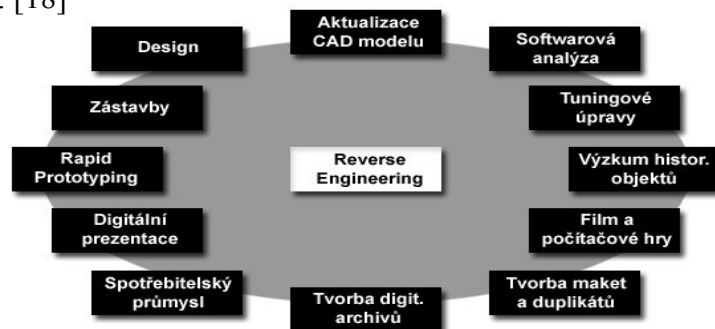 . [18]
Aktualizace
CAD modelu
Design
Softwarová
analýza
Zástavby
Tuningové
úpravy
Rapid
Prototyping
Reverse
Engineering
Výzkum histor.
objektů
Digitální
prezentace
Film a
počítačové hry
Spotřebitelský
průmysl
Tvorba digit.
archivů
Tvorba maket
a duplikátů